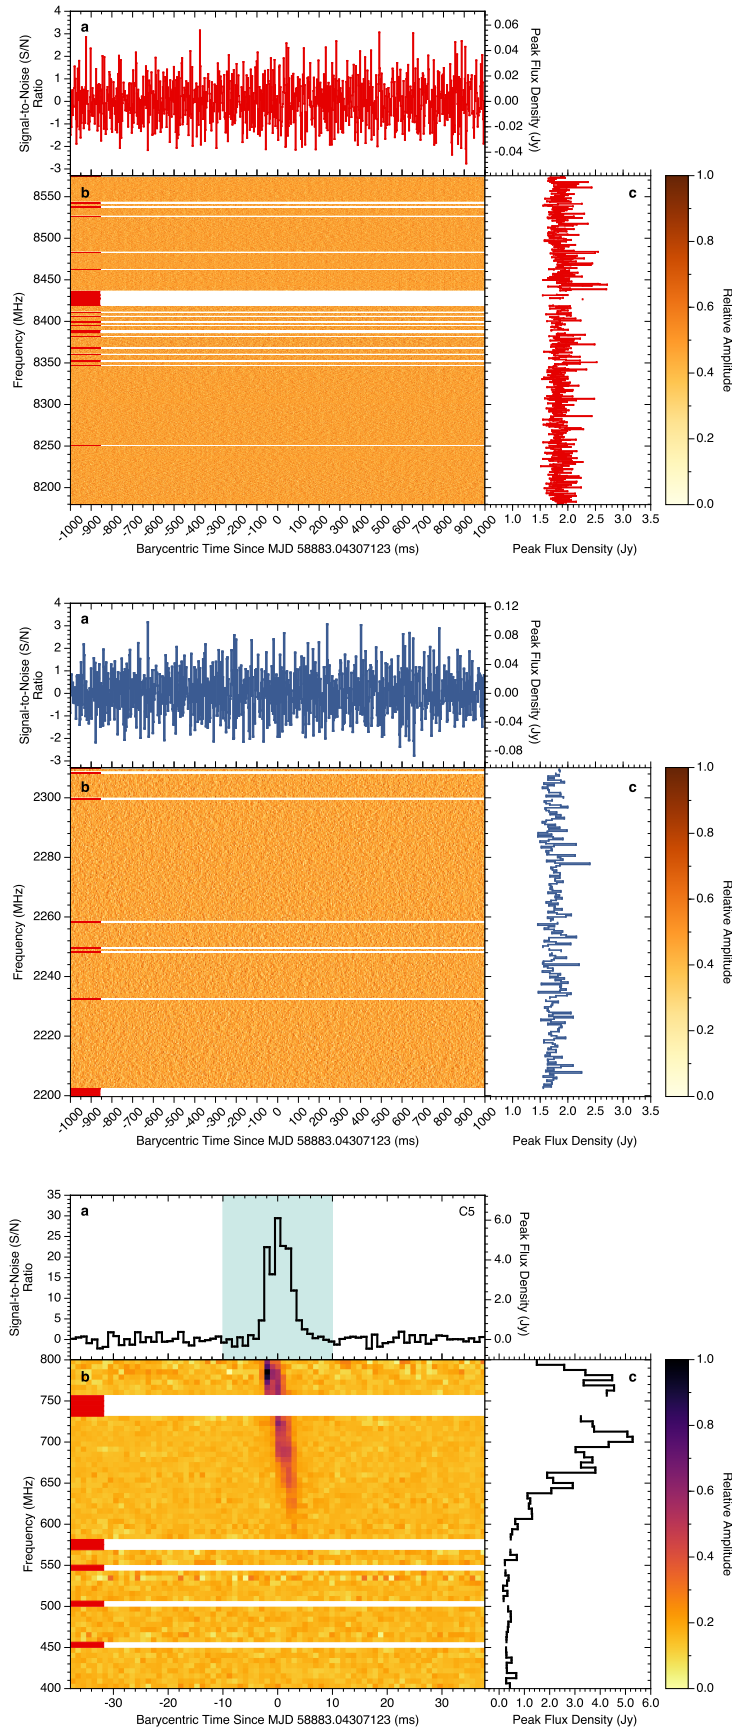 a
4
3
2
1
0
-1
-2
-3
Signal-to-Noise (S/N)
Ratio
0.06
0.04
0.02
0.00
-0.02
-0.04
Peak Flux Density (Jy)
b
8550
8500
8450
8400
8350
8300
8250
8200
Frequency (MHz)
-1000 -900 -800 -700 -600 -500 -400 -300 -200 -100 0 100 200 300 400 500 600 700 800 900 1000
Barycentric Time Since MJD 58883.04307123 (ms)
c
1.0 1.5 2.0 2.5 3.0 3.5
Peak Flux Density (Jy)
1.0
0.8
0.6
0.4
0.2
0.0
Relative Amplitude
a
4
3
2
1
0
-1
-2
-3
Signal-to-Noise (S/N)
Ratio
0.12
0.08
0.04
0.00
-0.04
-0.08
Peak Flux Density (Jy)
b
2300
2280
2260
2240
2220
2200
Frequency (MHz)
-1000 -900 -800 -700 -600 -500 -400 -300 -200 -100 0 100 200 300 400 500 600 700 800 900 1000
Barycentric Time Since MJD 58883.04307123 (ms)
c
1.0 1.5 2.0 2.5 3.0 3.5
Peak Flux Density (Jy)
1.0
0.8
0.6
0.4
0.2
0.0
Relative Amplitude
a
C5
35
30
25
20
15
10
5
0
Signal-to-Noise (S/N)
Ratio
6.0
4.0
2.0
0.0
Peak Flux Density (Jy)
b
800
750
700
650
600
550
500
450
400
Frequency (MHz)
-30 -20 -10 0 10 20 30
Barycentric Time Since MJD 58883.04307123 (ms)
c
0.0 1.0 2.0 3.0 4.0 5.0 6.0
Peak Flux Density (Jy)
1.0
0.8
0.6
0.4
0.2
0.0
Relative Amplitude